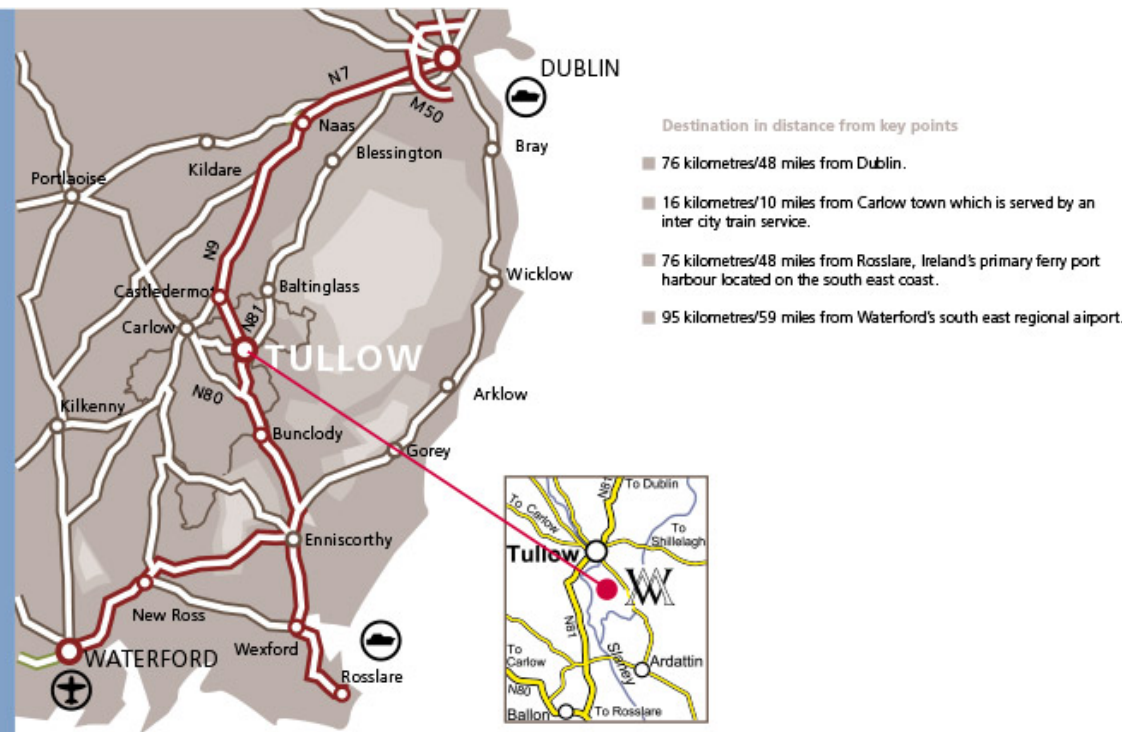 DUBLIN
N7
M50
Naas
Bray
Blessington
Kildare
Portlaoise
N9
Wicklow
Castledermot
Baltinglass
N81
Carlow
TULLOW
N80
Arklow
Kilkenny
Bunclody
Gorey
Enniscorthy
New Ross
Wexford
WATERFORD
Rosslare
Destination in distance from key points
76 kilometres/48 miles from Dublin.
16 kilometres/10 miles from Carlow town which is served by an
inter city train service.
76 kilometres/48 miles from Rosslare, Ireland's primary ferry port
harbour located on the south east coast.
95 kilometres/59 miles from Waterford's south east regional airport.
N81
To Dublin
To Carlow
To
Shillelagh
Tullow
N81
Slaney
To
Carlow
Ardattin
N80
Ballon
To Rosslare